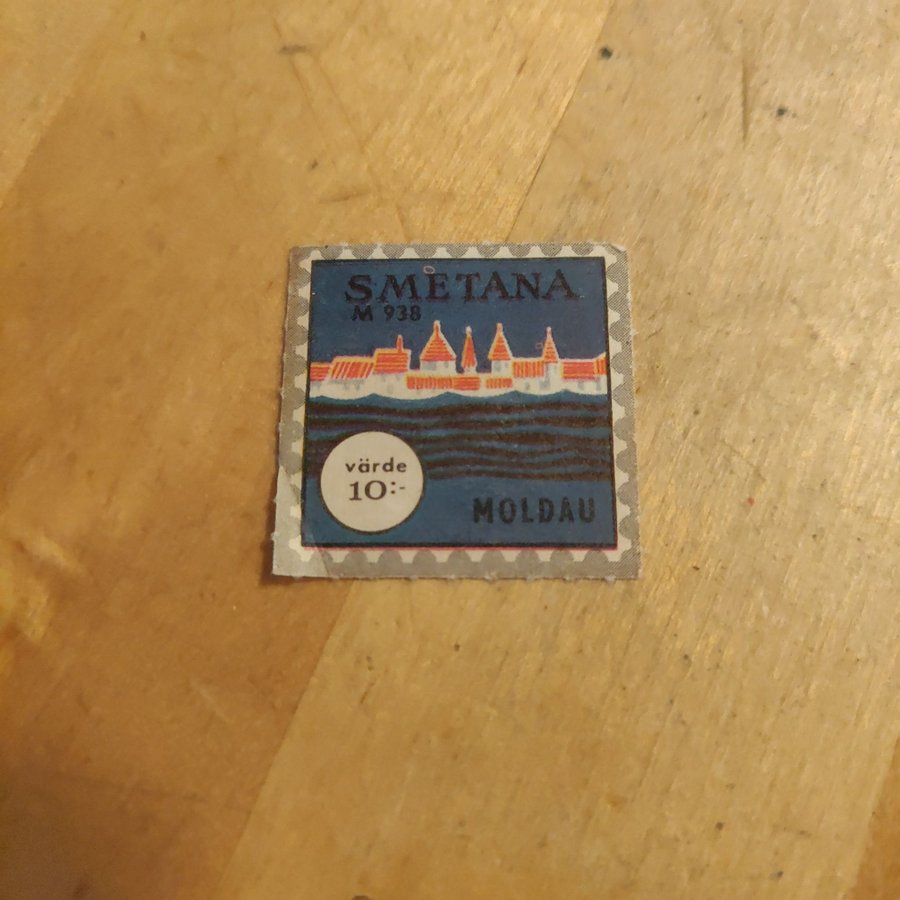 SMETANA
M 938
värde
10:-
MOLDAU